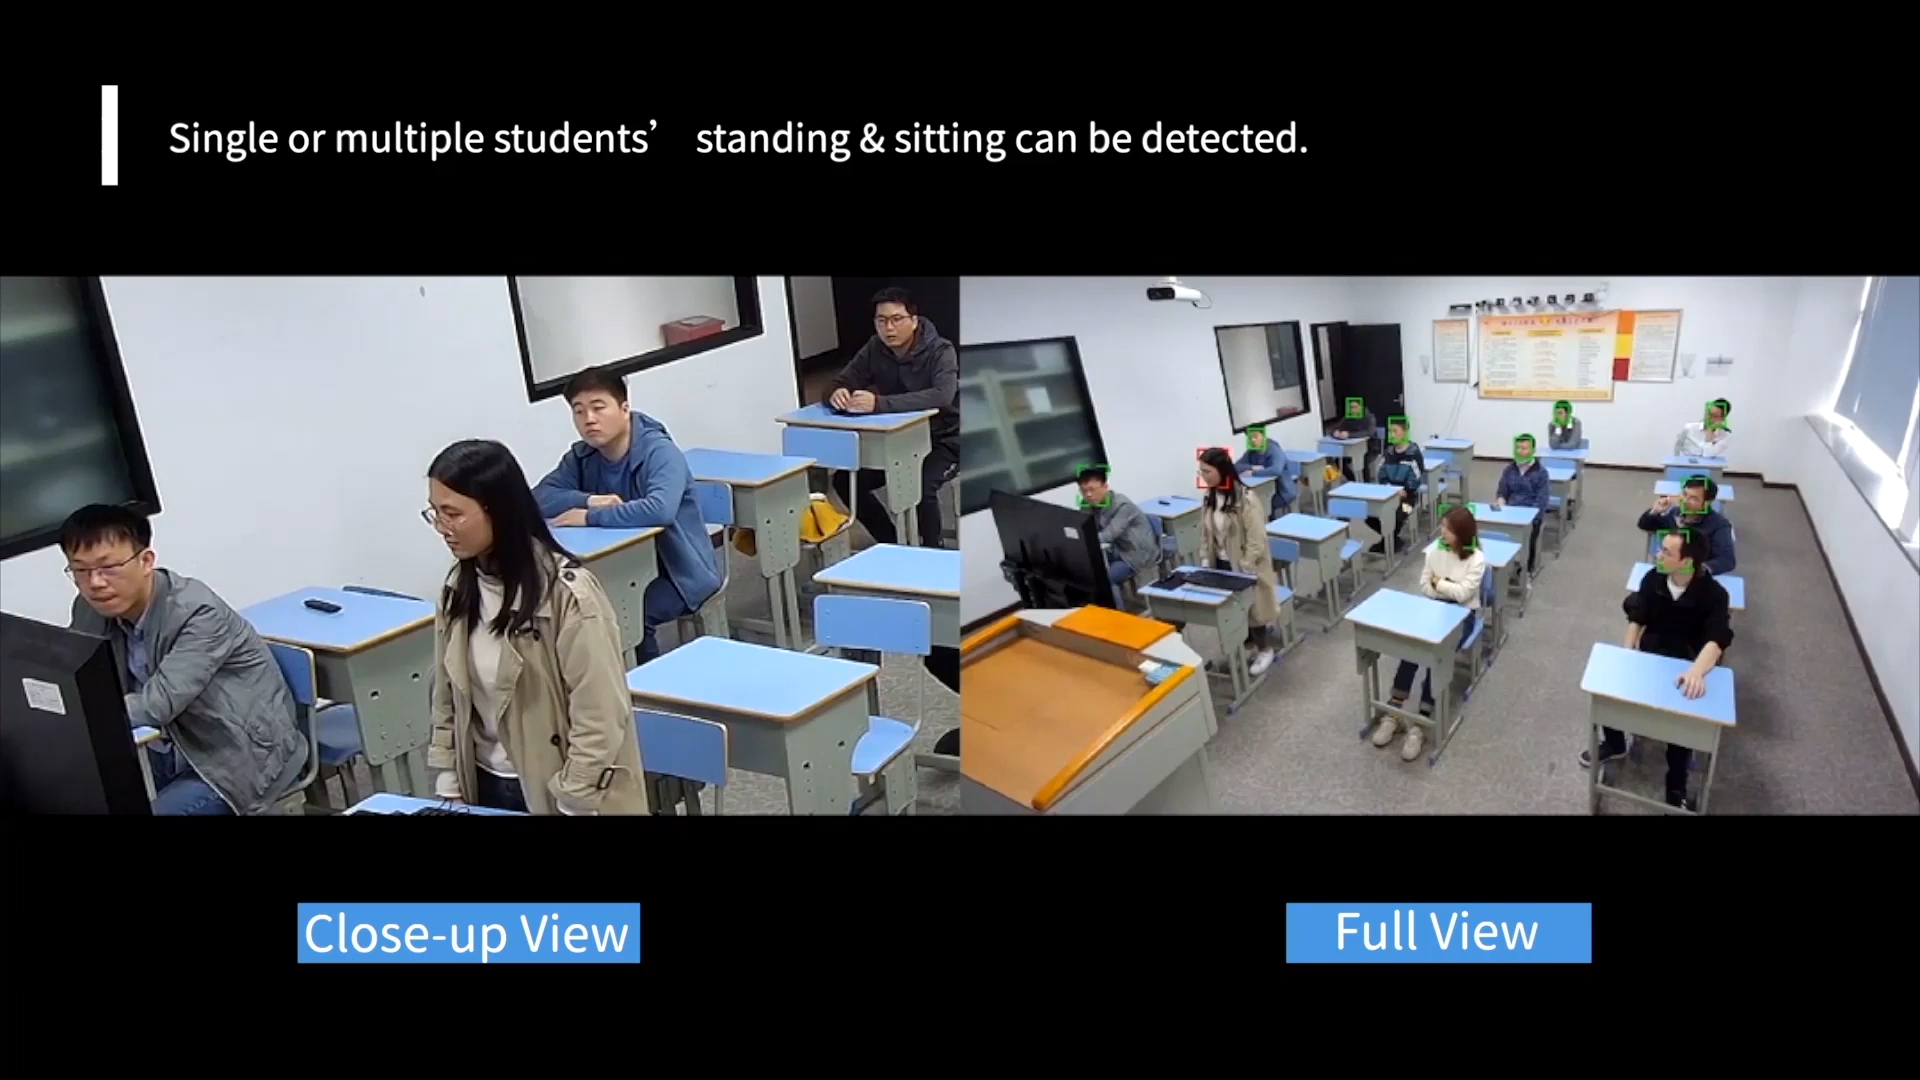 Single or multiple students’ standing & sitting can be detected.
Close-up View
Full View